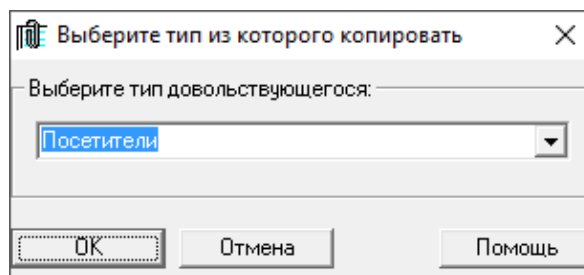 Выберите тип из которого копировать
Выберите тип довольствующегося:
Посетители
OK Отмена Помощь